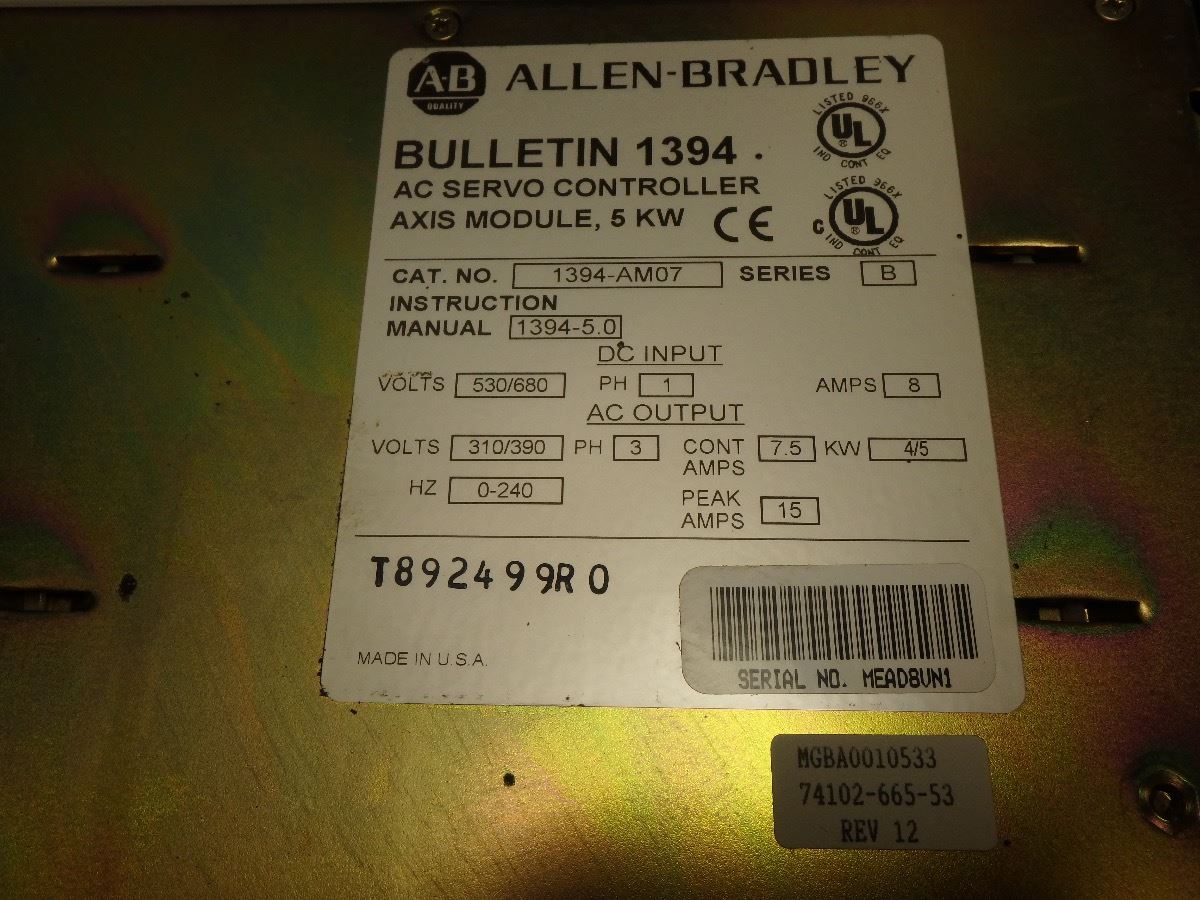 A-B QUALITY ALLEN-BRADLEY
LISTED 966X
UL ®
IND CONT EQ
BULLETIN 1394
AC SERVO CONTROLLER
AXIS MODULE, 5 KW CE
LISTED 966X
C UL ®
IND CONT EQ
CAT. NO. 1394-AM07 SERIES B
INSTRUCTION
MANUAL 1394-5.0
DC INPUT
VOLTS 530/680 PH 1 AMPS 8
AC OUTPUT
VOLTS 310/390 PH 3 CONT AMPS 7.5 KW 4/5
HZ 0-240 PEAK AMPS 15
T892499R0
MADE IN U.S.A.
SERIAL NO. MEAD8UN1
MGBA0010533
74102-665-53
REV 12